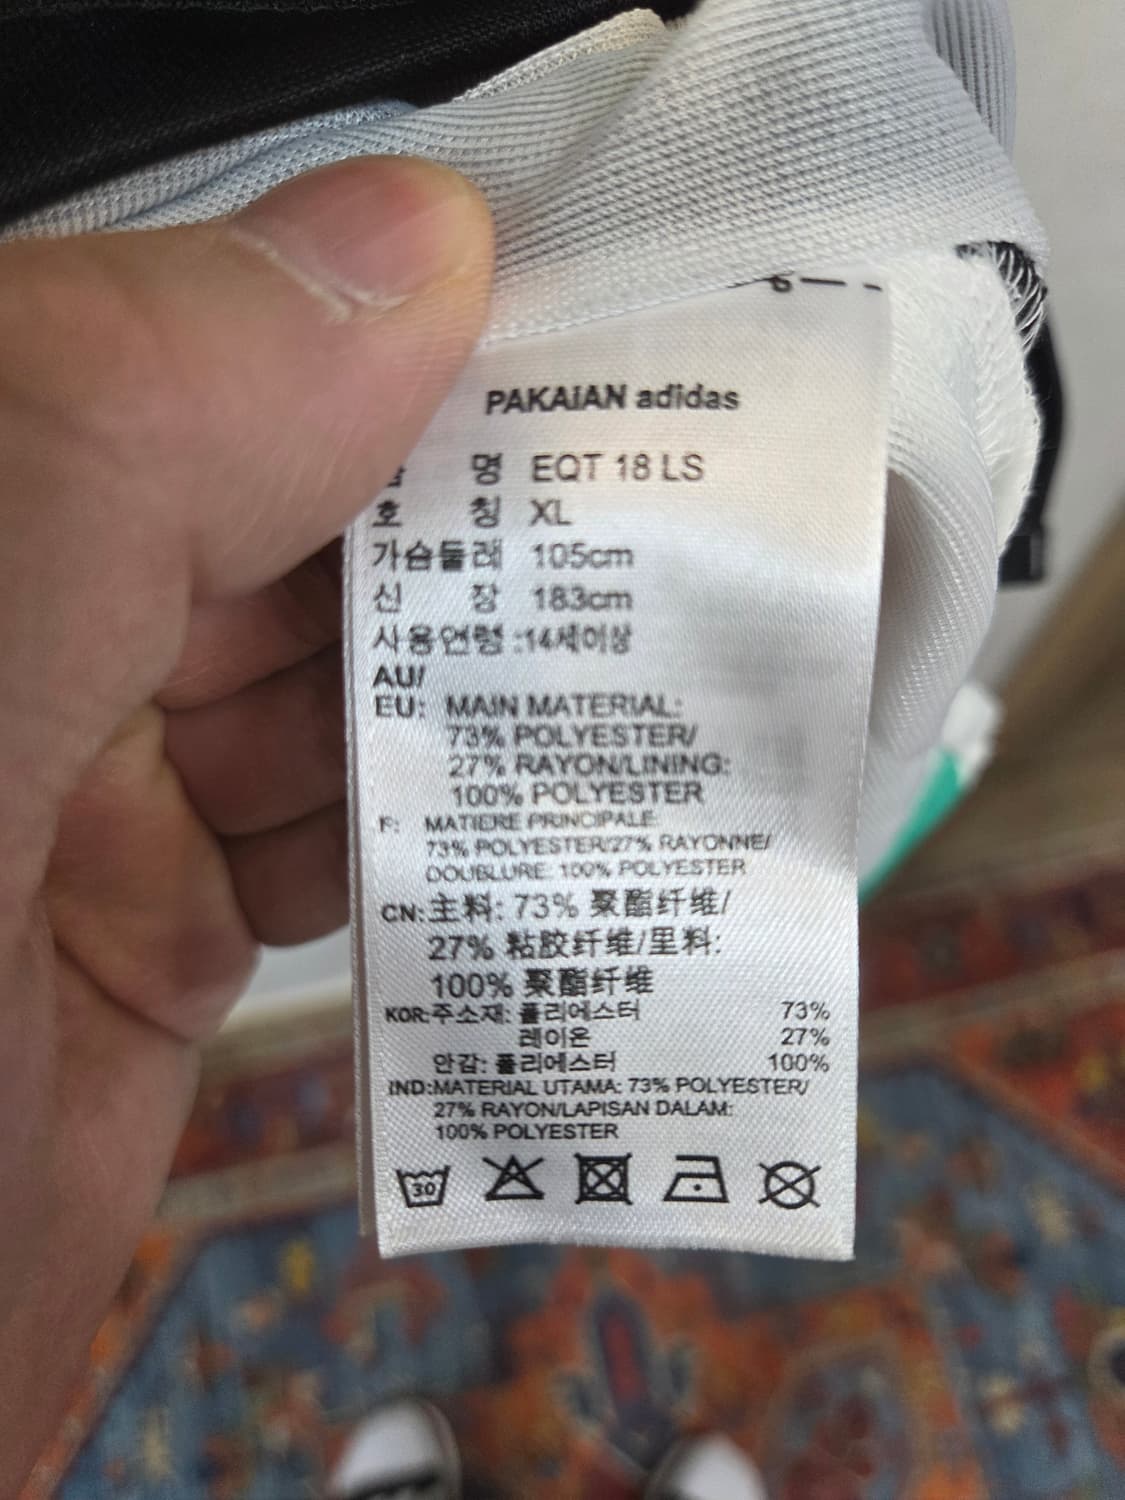 PAKAIAN adidas
명 EQT 18 LS
호 칭 XL
가슴둘레 105cm
신 장 183cm
사용연령 :14세이상
AU/
EU: MAIN MATERIAL:
73% POLYESTER/
27% RAYON/LINING:
100% POLYESTER
F: MATIERE PRINCIPALE:
73% POLYESTER/27% RAYONNE/
DOUBLURE: 100% POLYESTER
CN: 主料: 73% 聚酯纤维/
27% 粘胶纤维/里料:
100% 聚酯纤维
KOR: 주소재: 폴리에스터 73%
레이온 27%
안감: 폴리에스터 100%
IND: MATERIAL UTAMA: 73% POLYESTER/
27% RAYON/LAPISAN DALAM:
100% POLYESTER
30